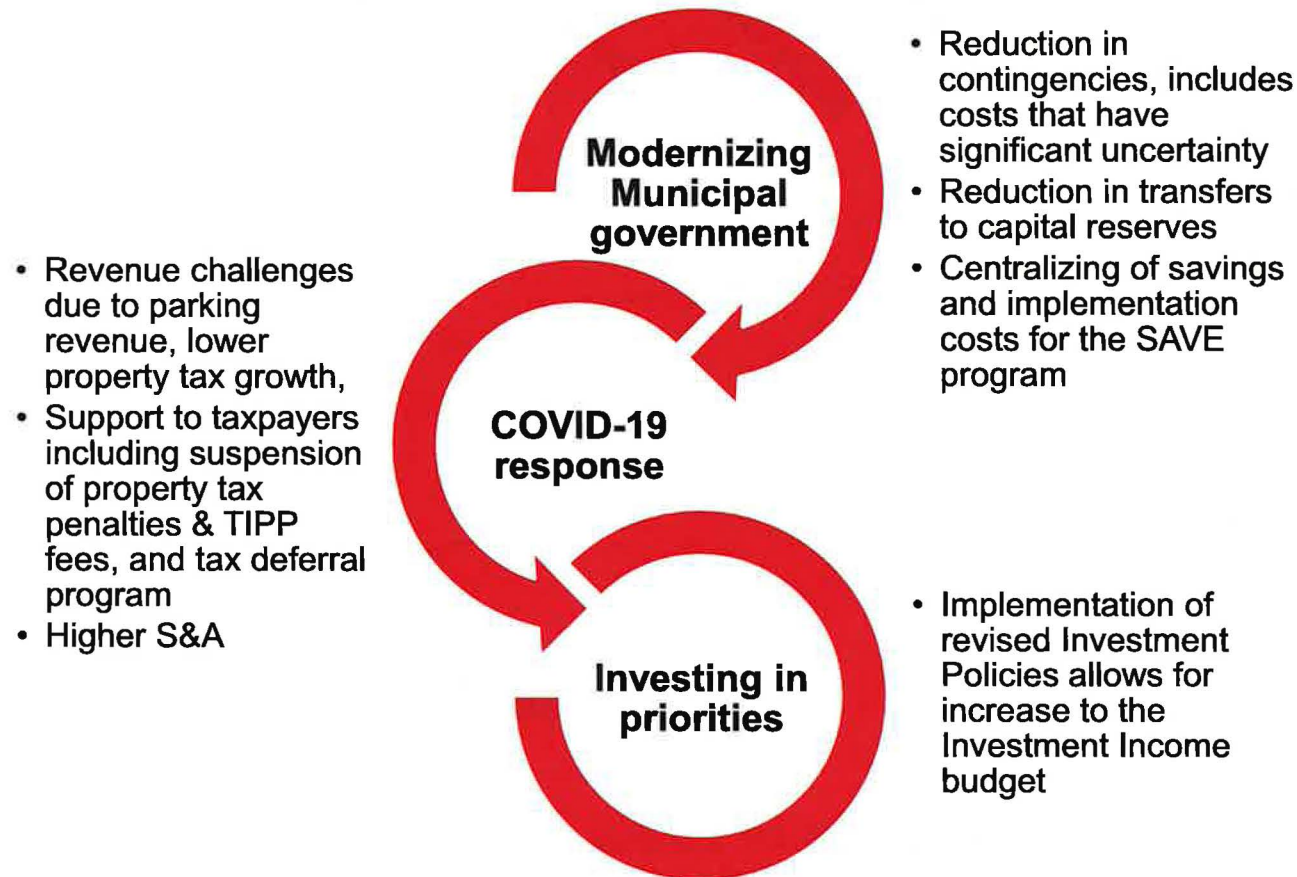 Modernizing
Municipal
government
• Reduction in
contingencies, includes
costs that have
significant uncertainty
• Reduction in transfers
to capital reserves
• Centralizing of savings
and implementation
costs for the SAVE
program
• Revenue challenges
due to parking
revenue, lower
property tax growth,
• Support to taxpayers
including suspension
of property tax
penalties & TIPP
fees, and tax deferral
program
• Higher S&A
COVID-19
response
Investing in
priorities
• Implementation of
revised Investment
Policies allows for
increase to the
Investment Income
budget